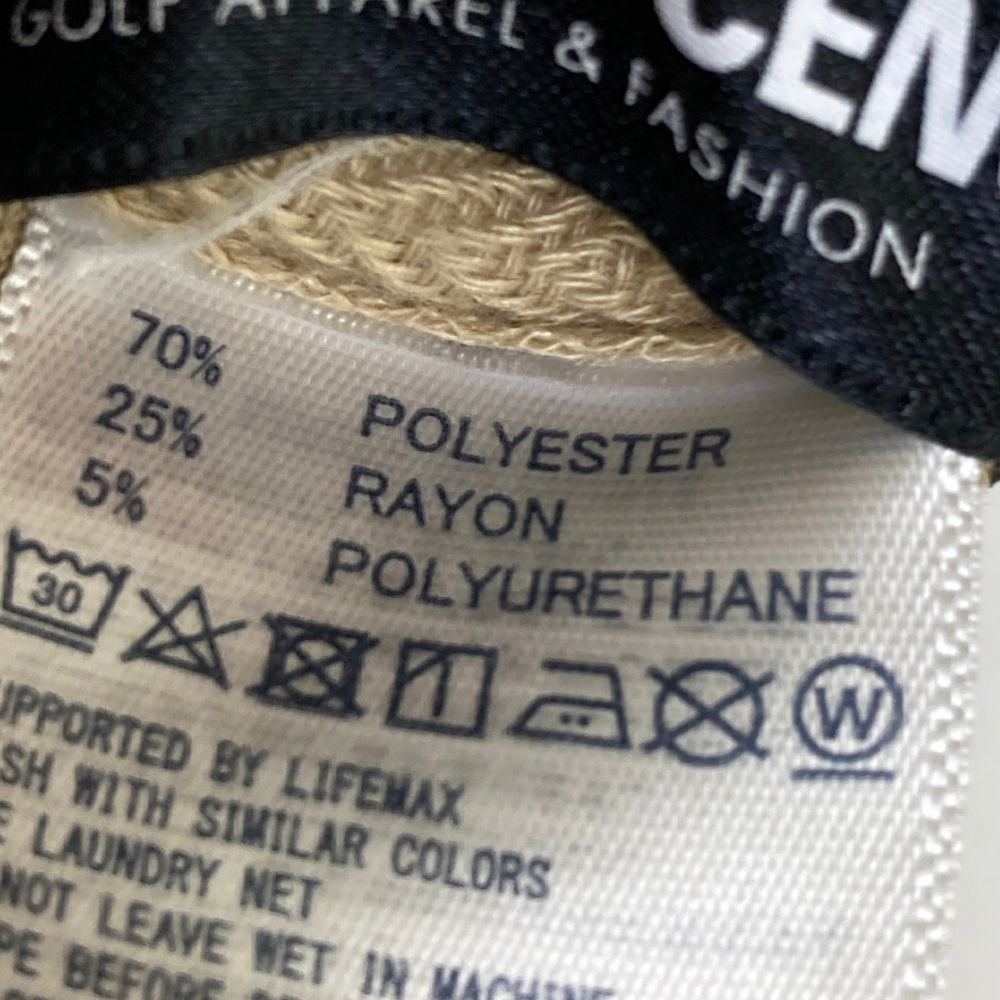 GOLF APPAREL & FASHION
CEN
70% POLYESTER
25% RAYON
5% POLYURETHANE
30
W
UPPORTED BY LIFEMAX
SH WITH SIMILAR COLORS
E LAUNDRY NET
NOT LEAVE WET IN MACHINE
PE BEFORE